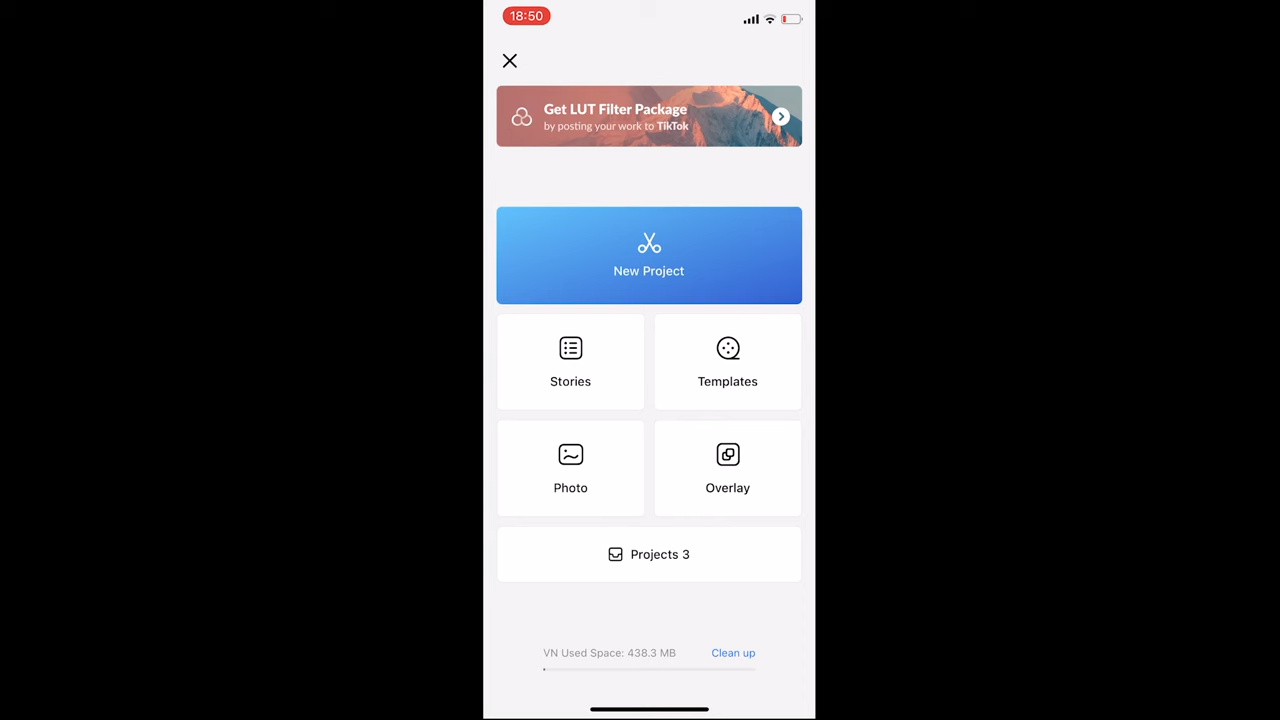 18:50
Get LUT Filter Package
by posting your work to TikTok
New Project
Stories
Templates
Photo
Overlay
Projects 3
VN Used Space: 438.3 MB
Clean up